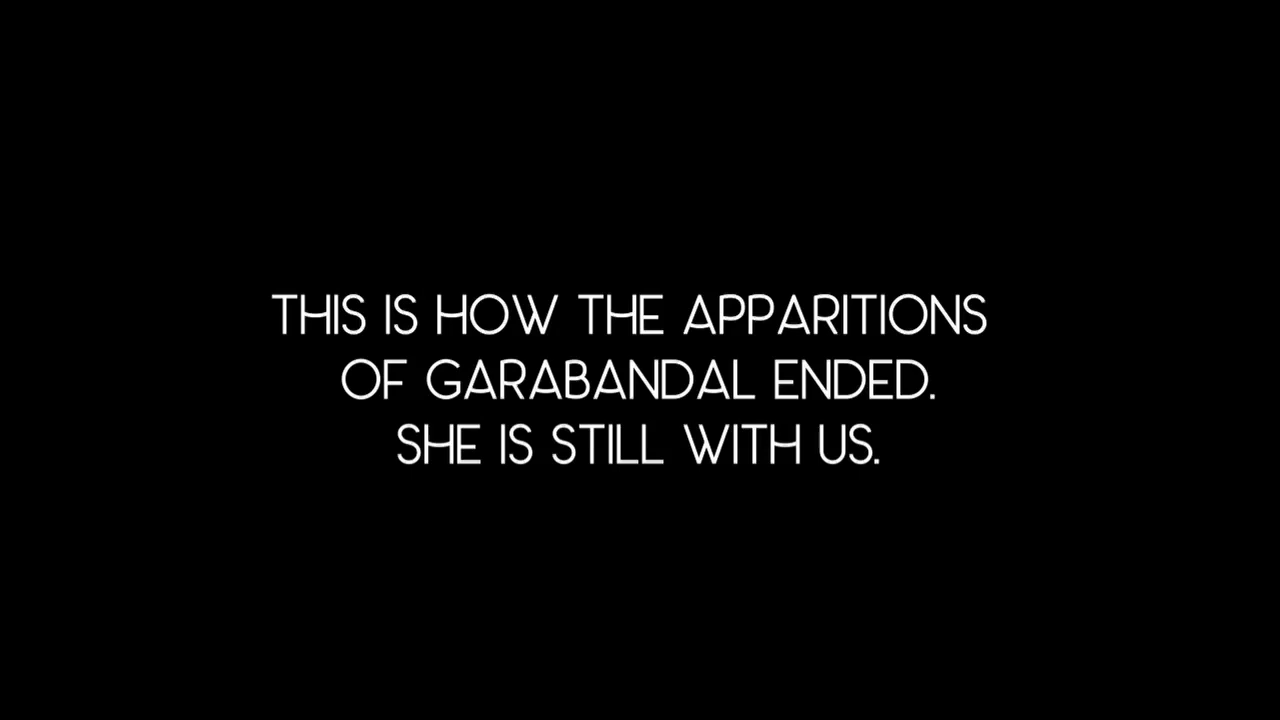 THIS IS HOW THE APPARITIONS
OF GARABANDAL ENDED.
SHE IS STILL WITH US.